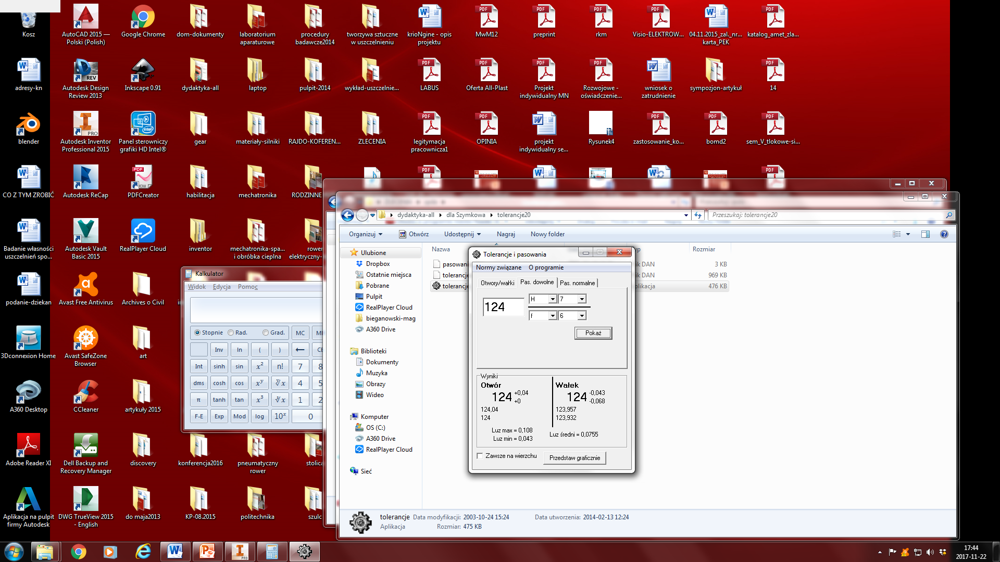 Kosz
AutoCAD 2015 —
Polski (Polish)
Google Chrome
dom-dokumenty
laboratorium
aparaturowe
procedury
badawcze2014
tworzywa sztuczne
w uszczelnieniu
krioNgine - opis
projektu
MwM12
preprint
rkm
Visio-ELEKTROW...
04.11.2015_zal._nr...
karta_PEK
katalog_amet_zla...
adresy-kn
Autodesk Design
Review 2013
Inkscape 0.91
dydaktyka-all
laptop
pulpit-2014
wykład-uszczelnie...
LABUS
Oferta All-Plast
Projekt
indywidualny MN
Rozwojowe -
oświadczenie...
wniosek o
zatrudnienie
sympozjon-artykuł
14
blender
Autodesk Inventor
Professional 2015
Panel sterowniczy
grafiki HD Intel®
gear
materiały-silniki
RAJDO-KOFEREN...
ZLECENIA
legitymacja
pracownicza1
OPINIA
projekt
indywidualny se...
Rysunek4
zastosowanie_ko...
bomd2
sem_V_tlokowe-si...
CO Z TYM ZROBIĆ
Autodesk ReCap
PDFCreator
habilitacja
mechatronika
RODZINNE
Badanie własności
uszczelnień spo...
Autodesk Vault
Basic 2015
RealPlayer Cloud
inventor
mechatronika-spa...
i obróbka cieplna
rower
elektryczny-
podanie-dziekan
Avast Free Antivirus
Archives o Civil
3Dconnexion Home
Avast SafeZone
Browser
art
A360 Desktop
CCleaner
artykuły 2015
Adobe Reader XI
Dell Backup and
Recovery Manager
discovery
konferencja2016
pneumatyczny
rower
stolica
Aplikacja na pulpit
firmy Autodesk
DWG TrueView 2015
- English
do maja2013
KP-08.2015
politechnika
szulc
Kalkulator
Widok Edycja Pomoc
Stopnie Rad. Grad. MC
Inv ln ( ) ← CE
Int sinh sin x² n! 7 8
dms cosh cos xʸ ʸ√x 4 5
π tanh tan x³ ³√x 1 2
F-E Exp Mod log 10ˣ 0
dydaktyka-all dla Szymkowa tolerancje20
Przeszukaj: tolerancje20
Organizuj Otwórz Udostępnij Nagraj New folder
Nazwa
Rozmiar
Ulubione
Dropbox
Ostatnie miejsca
Pobrane
Pulpit
RealPlayer Cloud
bieganowski-mag
A360 Drive
Biblioteki
Dokumenty
Muzyka
Obrazy
Wideo
Komputer
OS (C:)
A360 Drive
RealPlayer Cloud
Sieć
pasowani
ik DAN 3 KB
tolerancje
ik DAN 969 KB
tolerancje
plikacja 476 KB
Tolerancje i pasowania
Normy związane O programie
Otwory/wałki Pas. dowolne Pas. normalne
124
H 7
f 6
Pokaż
Wyniki
Otwór
124 +0,04
+0
124,04
124
Wałek
124 -0,043
-0,068
123,957
123,932
Luz max = 0,108
Luz min = 0,043
Luz średni = 0,0755
Zawsze na wierzchu
Przedstaw graficznie
tolerancje Data modyfikacji: 2003-10-24 15:24 Data utworzenia: 2014-02-13 12:24
Aplikacja Rozmiar: 475 KB
17:44
2017-11-22